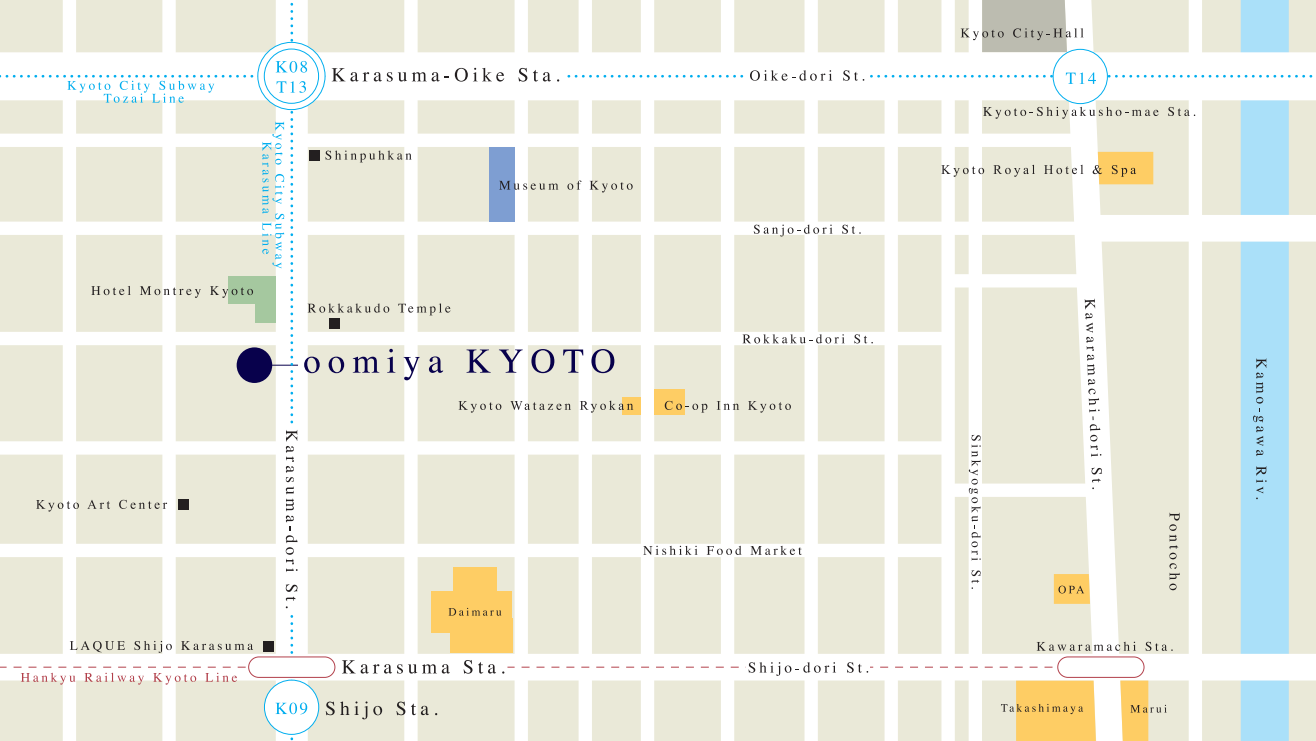 Kyoto City-Hall
K08
T13
Karasuma-Oike Sta.
Oike-dori St.
T14
Kyoto City Subway
Tozai Line
Kyoto-Shiyakusho-mae Sta.
Kyoto City Subway
Karasuma Line
Shinpuhkan
Museum of Kyoto
Kyoto Royal Hotel & Spa
Sanjo-dori St.
Hotel Montrey Kyoto
Rokkakudo Temple
Rokkaku-dori St.
oomiya KYOTO
Kawaramachi-dori St.
Kamo-gawa Riv.
Kyoto Watazen Ryokan
Co-op Inn Kyoto
Karasuma-dori St.
Sinkyogoku-dori St.
Kyoto Art Center
Pontocho
Nishiki Food Market
OPA
Daimaru
LAQUE Shijo Karasuma
Kawaramachi Sta.
Karasuma Sta.
Shijo-dori St.
Hankyu Railway Kyoto Line
K09
Shijo Sta.
Takashimaya
Marui